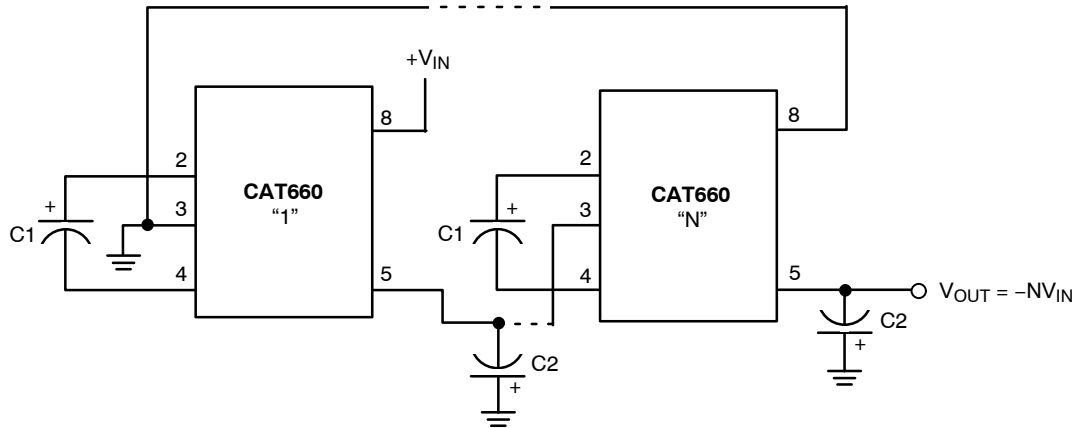 +VIN
8
8
2
2
CAT660
"1"
CAT660
"N"
+
3
+
3
C1
C1
4
5
4
5
VOUT = –NVIN
C2
+
C2
+